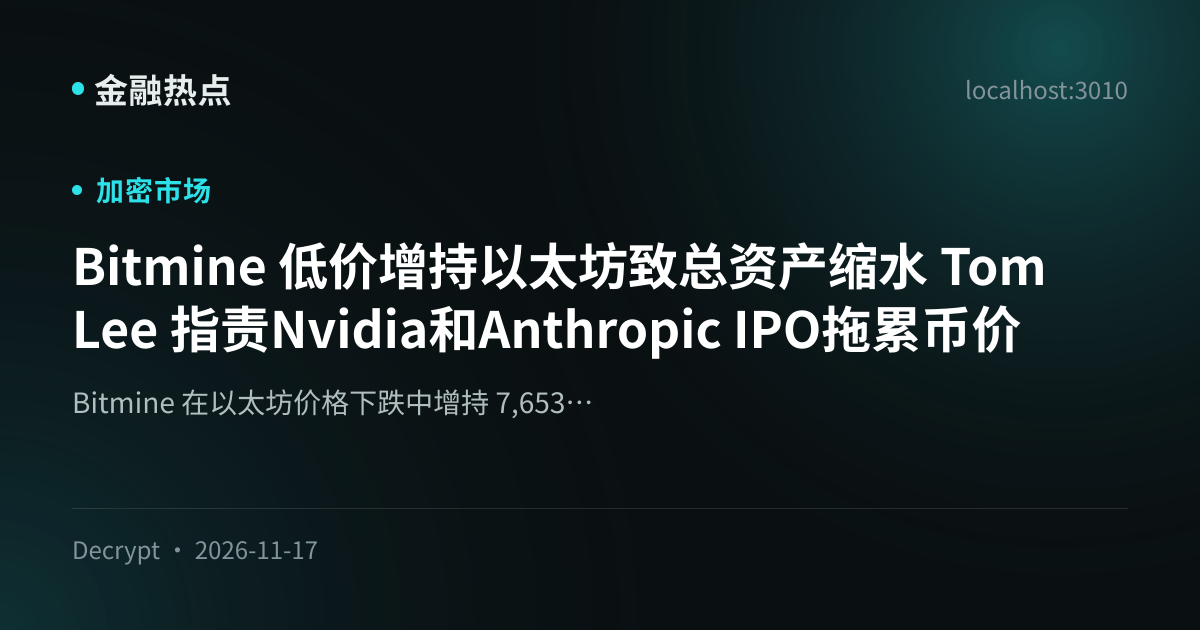 金融热点
localhost:3010
加密市场
Bitmine 低价增持以太坊致总资产缩水 Tom
Lee 指责Nvidia和Anthropic IPO拖累币价
Bitmine 在以太坊价格下跌中增持 7,653…
Decrypt · 2026-11-17